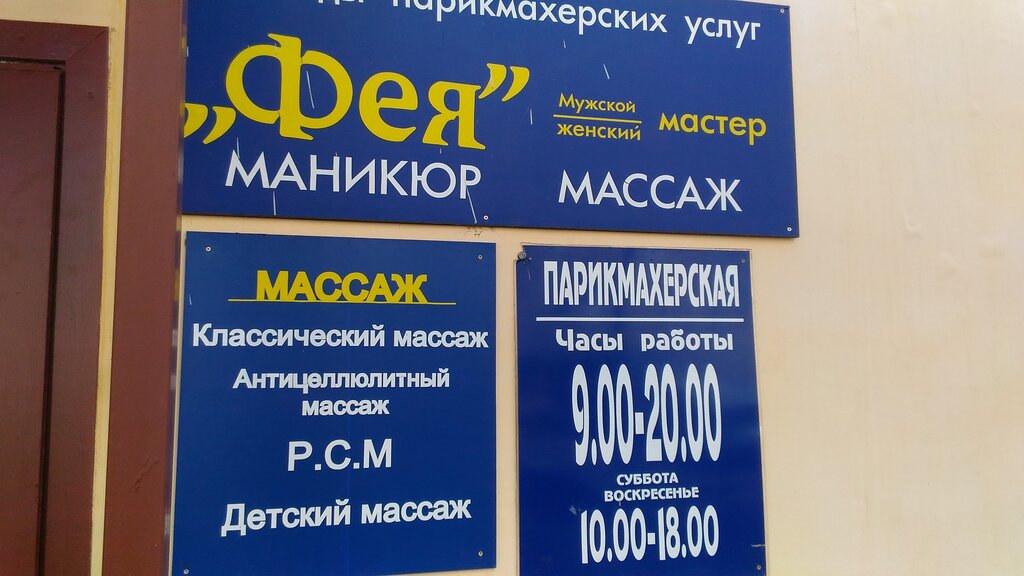 парикмахерских услуг
„Фея”
Мужской
женский
мастер
МАНИКЮР
МАССАЖ
МАССАЖ
Классический массаж
Антицеллюлитный
массаж
Р.С.М
Детский массаж
ПАРИКМАХЕРСКАЯ
Часы работы
9.00-20.00
СУББОТА
ВОСКРЕСЕНЬЕ
10.00-18.00